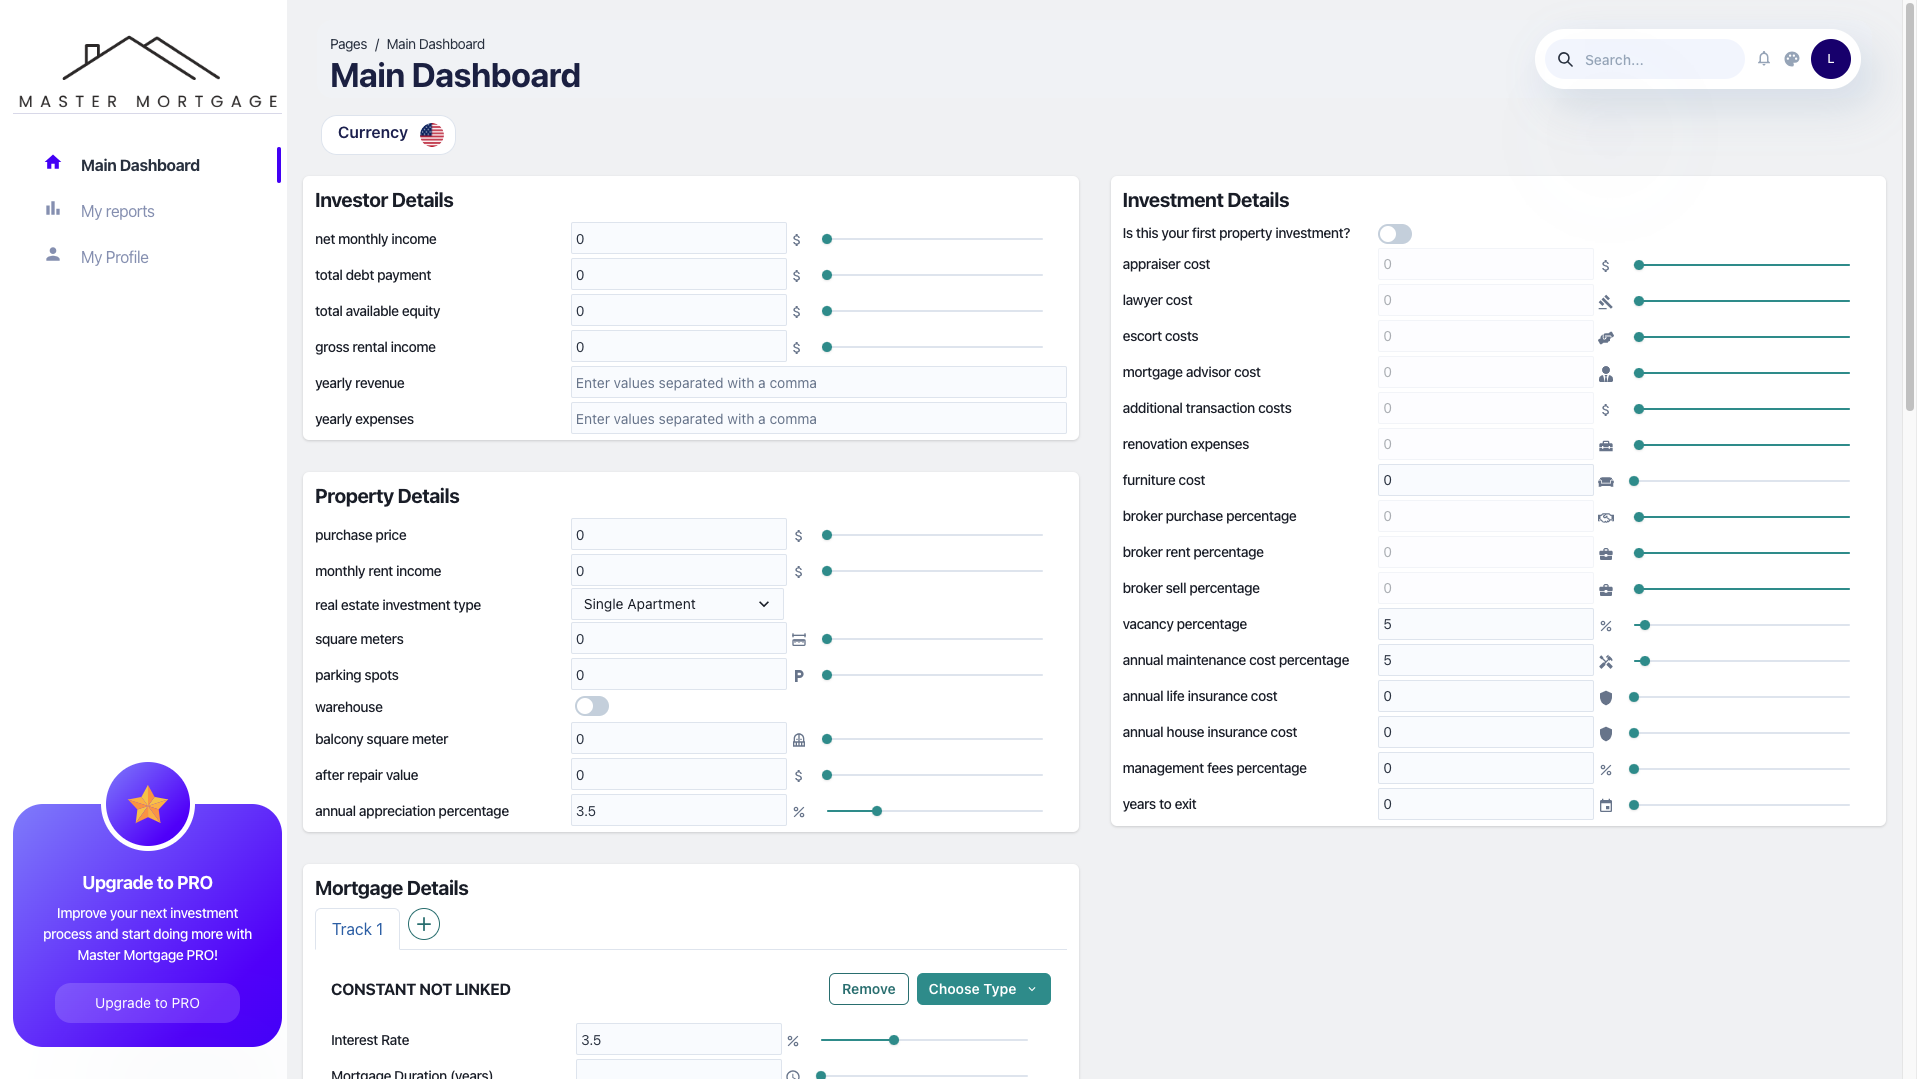 MASTER MORTGAGE
Main Dashboard
My reports
My Profile
Upgrade to PRO
Improve your next investment
process and start doing more with
Master Mortgage PRO!
Upgrade to PRO
Pages / Main Dashboard
Main Dashboard
Search...
L
Currency
Investor Details
net monthly income 0 $
total debt payment 0 $
total available equity 0 $
gross rental income 0 $
yearly revenue Enter values separated with a comma
yearly expenses Enter values separated with a comma
Property Details
purchase price 0 $
monthly rent income 0 $
real estate investment type Single Apartment
square meters 0
parking spots 0 P
warehouse
balcony square meter 0
after repair value 0 $
annual appreciation percentage 3.5 %
Mortgage Details
Track 1 +
CONSTANT NOT LINKED Remove Choose Type
Interest Rate 3.5 %
Mortgage Duration (years)
Investment Details
Is this your first property investment?
appraiser cost 0 $
lawyer cost 0
escort costs 0
mortgage advisor cost 0
additional transaction costs 0 $
renovation expenses 0
furniture cost 0
broker purchase percentage 0
broker rent percentage 0
broker sell percentage 0
vacancy percentage 5 %
annual maintenance cost percentage 5
annual life insurance cost 0
annual house insurance cost 0
management fees percentage 0 %
years to exit 0